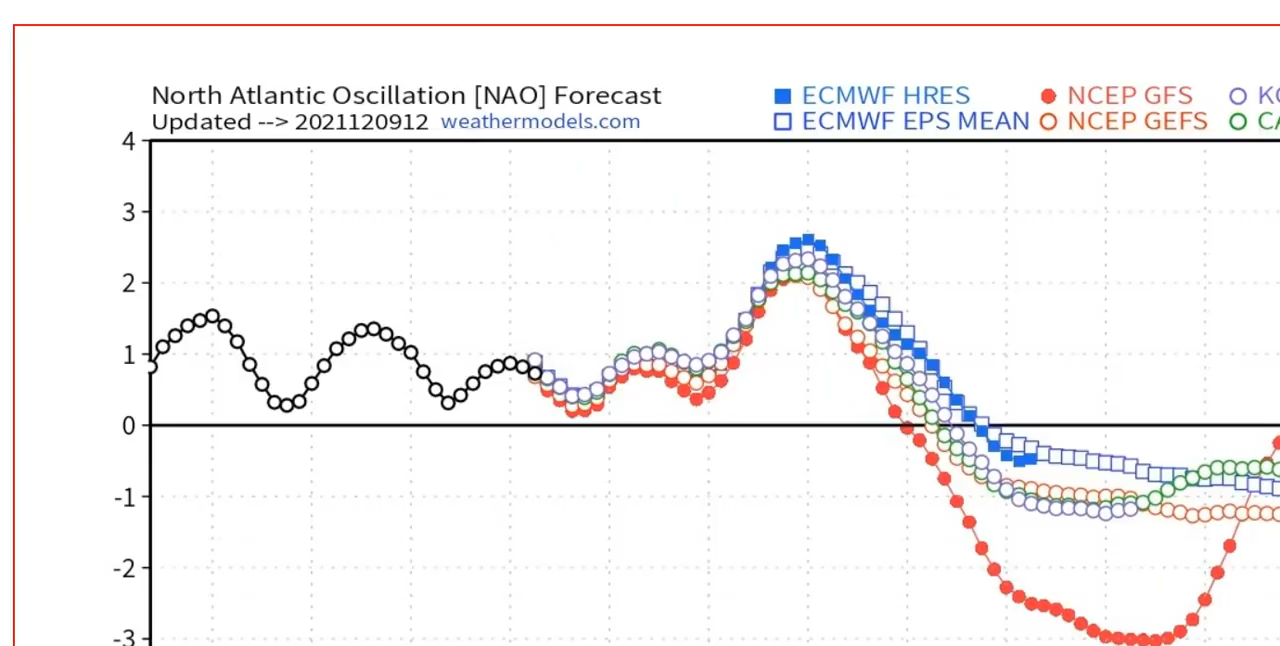 North Atlantic Oscillation [NAO] Forecast
Updated --> 2021120912 weathermodels.com
ECMWF HRES NCEP GFS
ECMWF EPS MEAN NCEP GEFS
4
3
2
1
0
-1
-2
-3